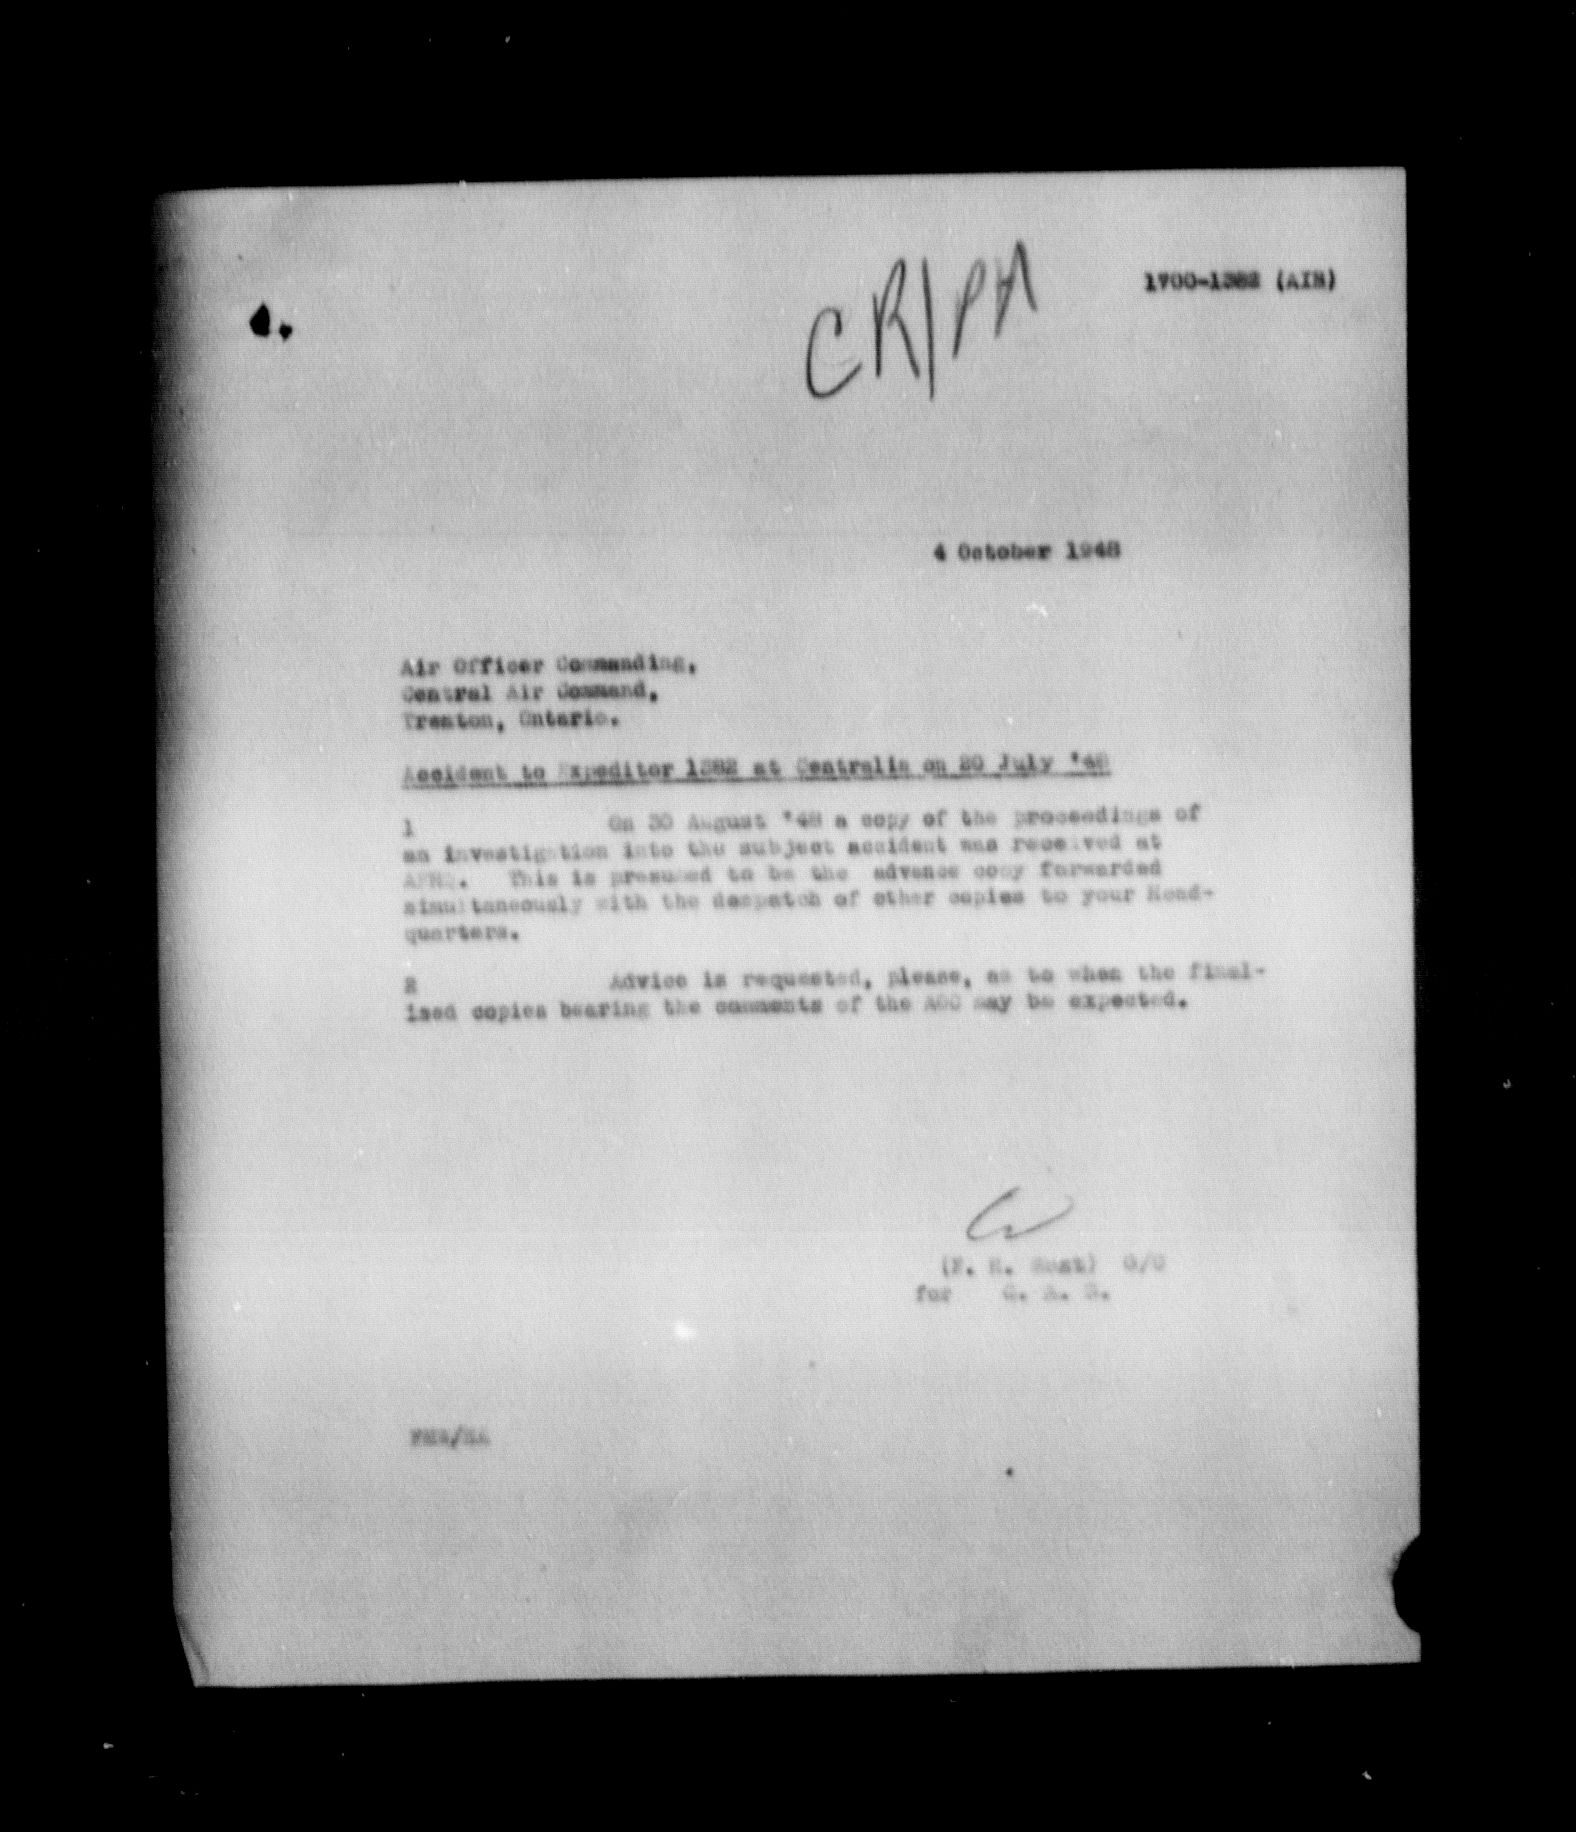 CR/PA
1700-1382 (AIB)
4 October 1948
Air Officer Commanding,
Central Air Command,
Trenton, Ontario.
Accident to Expeditor 1382 at Centralia on 20 July '48
1 On 30 August '48 a copy of the proceedings of
an investigation into the subject accident was received at
AFHQ. This is presumed to be the advance copy forwarded
simultaneously with the despatch of other copies to your Head-
quarters.
2 Advice is requested, please, as to when the final-
ised copies bearing the comments of the AOC may be expected.
for C. A. S.